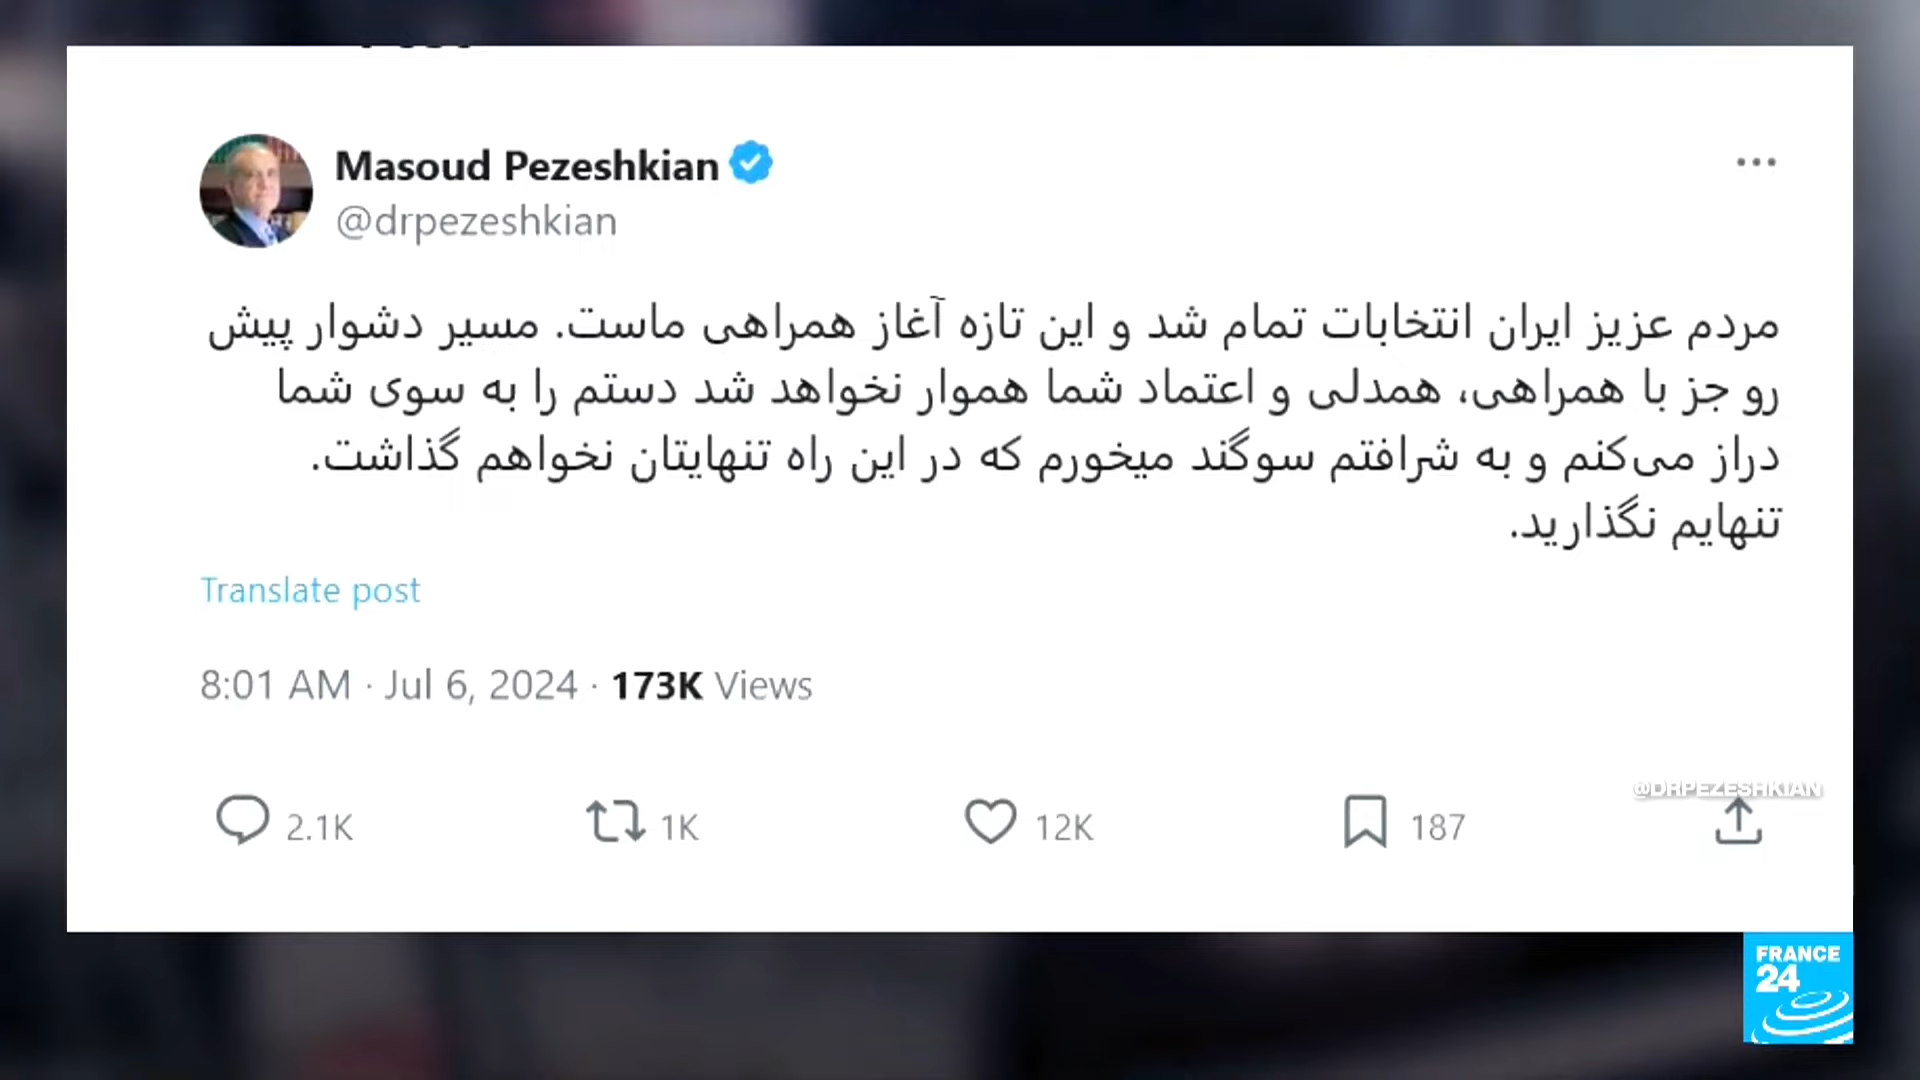 Masoud Pezeshkian
@drpezeshkian
مردم عزیز ایران انتخابات تمام شد و این تازه آغاز همراهی ماست. مسیر دشوار پیش
رو جز با همراهی، همدلی و اعتماد شما هموار نخواهد شد دستم را به سوی شما
دراز می‌کنم و به شرافتم سوگند میخورم که در این راه تنهایتان نخواهم گذاشت.
تنهایم نگذارید.
Translate post
8:01 AM · Jul 6, 2024 · 173K Views
@DRPEZESHKIAN
2.1K 1K 12K 187
FRANCE
24